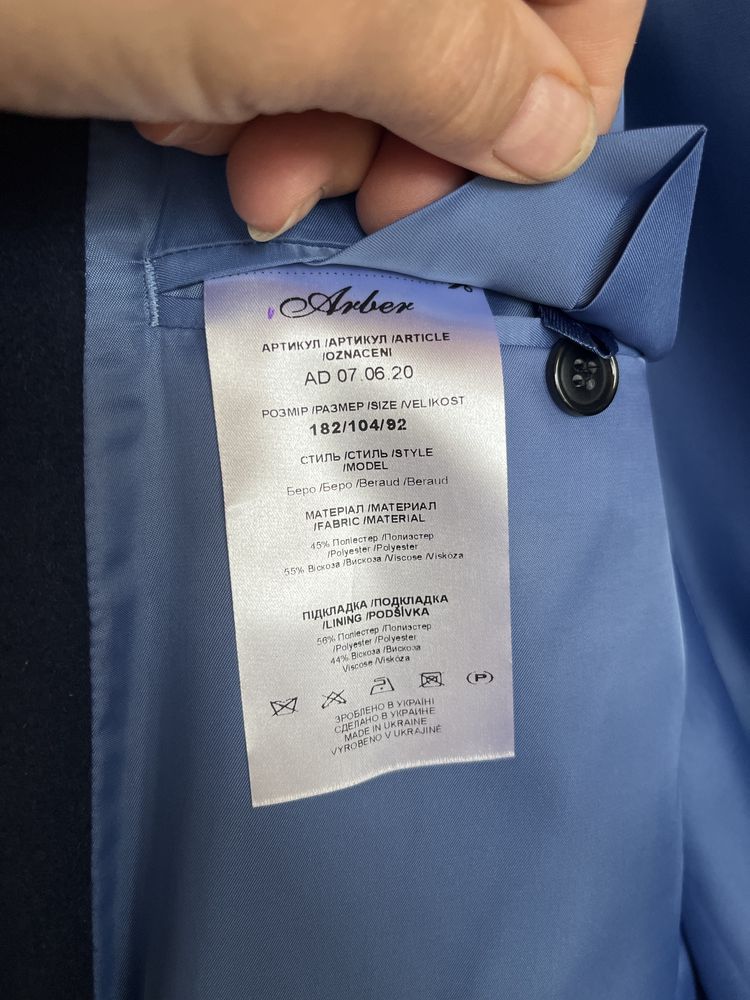 Arber
АРТИКУЛ /АРТИКУЛ /ARTICLE
/OZNACENI
AD 07.06.20
РОЗМІР /РАЗМЕР /SIZE /VELIKOST
182/104/92
СТИЛЬ /СТИЛЬ /STYLE
/MODEL
Беро /Беро /Beraud /Beraud
МАТЕРІАЛ /МАТЕРИАЛ
/FABRIC /MATERIAL
45% Поліестер /Полиэстер
/Polyester /Polyester
55% Віскоза /Вискоза /Viscose /Viskoza
ПІДКЛАДКА /ПОДКЛАДКА
/LINING /PODŠÍVKA
56% Поліестер /Полиэстер
/Polyester /Polyester
44% Віскоза /Вискоза
Viscose /Viskoza
P
ЗРОБЛЕНО В УКРАЇНІ
СДЕЛАНО В УКРАИНЕ
MADE IN UKRAINE
VYROBENO V UKRAJINĚ